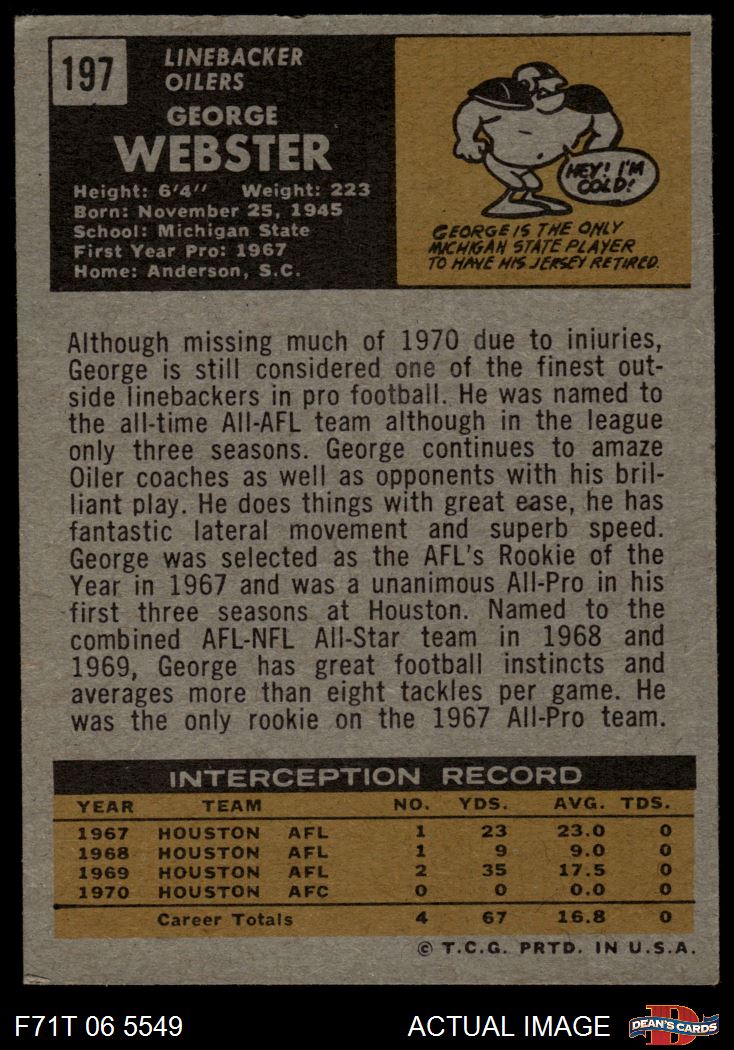 197
LINEBACKER
OILERS
GEORGE
WEBSTER
Height: 6'4" Weight: 223
Born: November 25, 1945
School: Michigan State
First Year Pro: 1967
Home: Anderson, S.C.
HEY! I'M
COLD!
GEORGE IS THE ONLY
MICHIGAN STATE PLAYER
TO HAVE HIS JERSEY RETIRED.
Although missing much of 1970 due to iniuries,
George is still considered one of the finest out-
side linebackers in pro football. He was named to
the all-time All-AFL team although in the league
only three seasons. George continues to amaze
Oiler coaches as well as opponents with his bril-
liant play. He does things with great ease, he has
fantastic lateral movement and superb speed.
George was selected as the AFL's Rookie of the
Year in 1967 and was a unanimous All-Pro in his
first three seasons at Houston. Named to the
combined AFL-NFL All-Star team in 1968 and
1969, George has great football instincts and
averages more than eight tackles per game. He
was the only rookie on the 1967 All-Pro team.
INTERCEPTION RECORD
YEAR TEAM NO. YDS. AVG. TDS.
1967 HOUSTON AFL 1 23 23.0 0
1968 HOUSTON AFL 1 9 9.0 0
1969 HOUSTON AFL 2 35 17.5 0
1970 HOUSTON AFC 0 0 0.0 0
Career Totals 4 67 16.8 0
© T.C.G. PRTD. IN U.S.A.
F71T 06 5549 ACTUAL IMAGE D DEAN'S CARDS